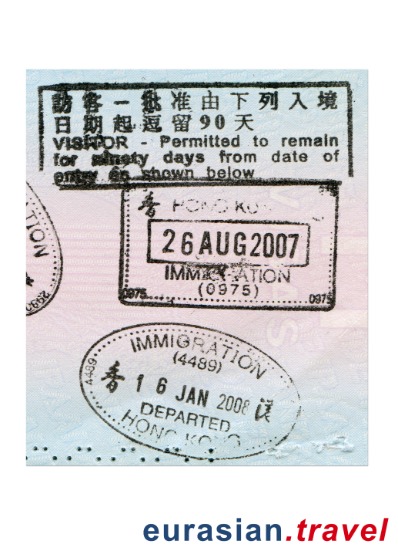 訪客一批准由下列入境
日期起逗留90天
VISITOR - Permitted to remain
for ninety days from date of
entry as shown below
香 HONG KONG
26 AUG 2007
IMMIGRATION
(0975)
0975 0975
IMMIGRATION
(4489)
4489
香 16 JAN 2008 港
DEPARTED
HONG KONG
eurasian.travel